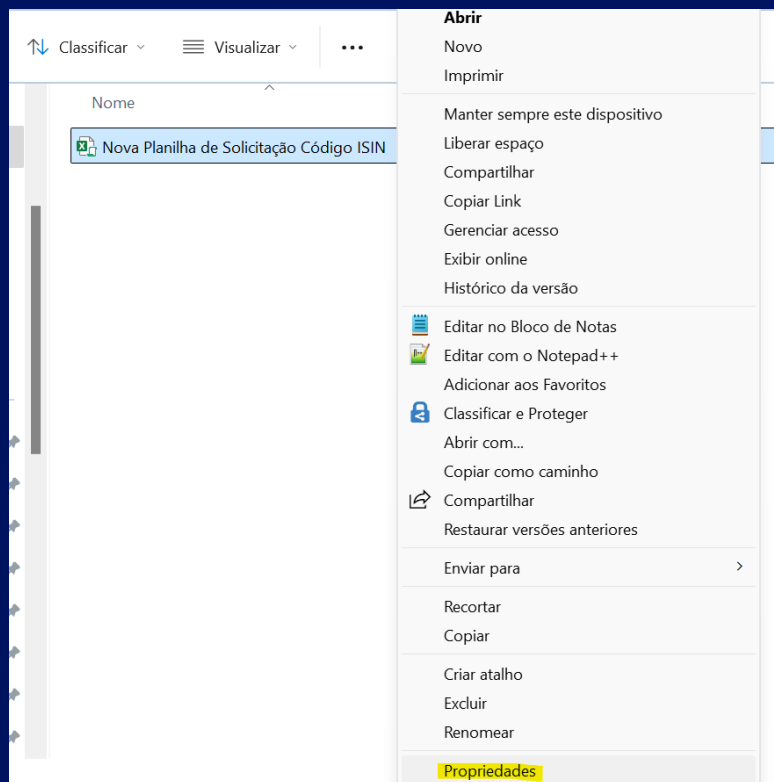 Classificar
Visualizar
Nome
Nova Planilha de Solicitação Código ISIN
Abrir
Novo
Imprimir
Manter sempre este dispositivo
Liberar espaço
Compartilhar
Copiar Link
Gerenciar acesso
Exibir online
Histórico da versão
Editar no Bloco de Notas
Editar com o Notepad++
Adicionar aos Favoritos
Classificar e Proteger
Abrir com...
Copiar como caminho
Compartilhar
Restaurar versões anteriores
Enviar para
Recortar
Copiar
Criar atalho
Excluir
Renomear
Propriedades